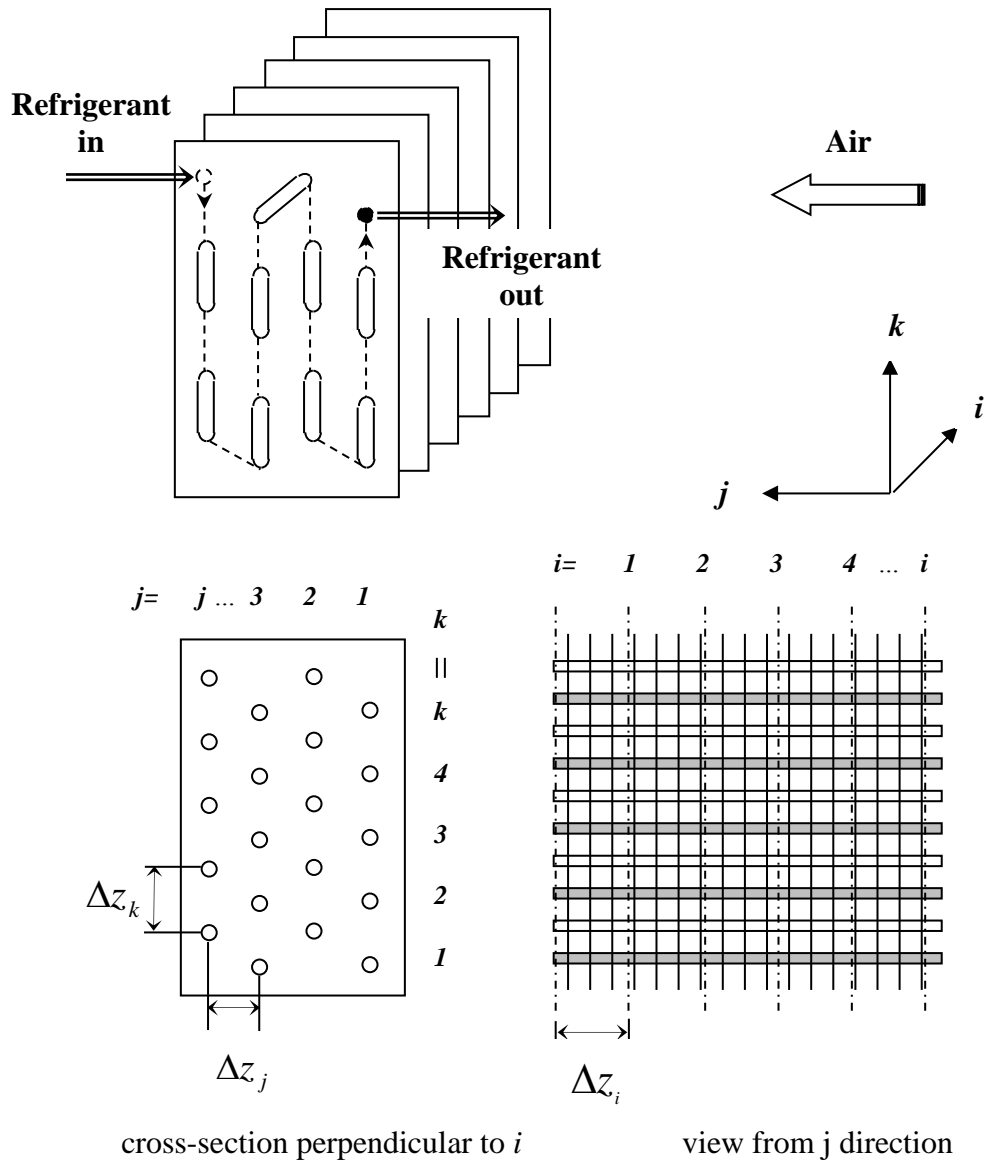 Refrigerant
in
Air
Refrigerant
out
k
i
j
i= 1 2 3 4 ... i
j= j ... 3 2 1
k
=
k
4
3
2
1
Δz_k
Δz_j
Δz_i
cross-section perpendicular to i
view from j direction